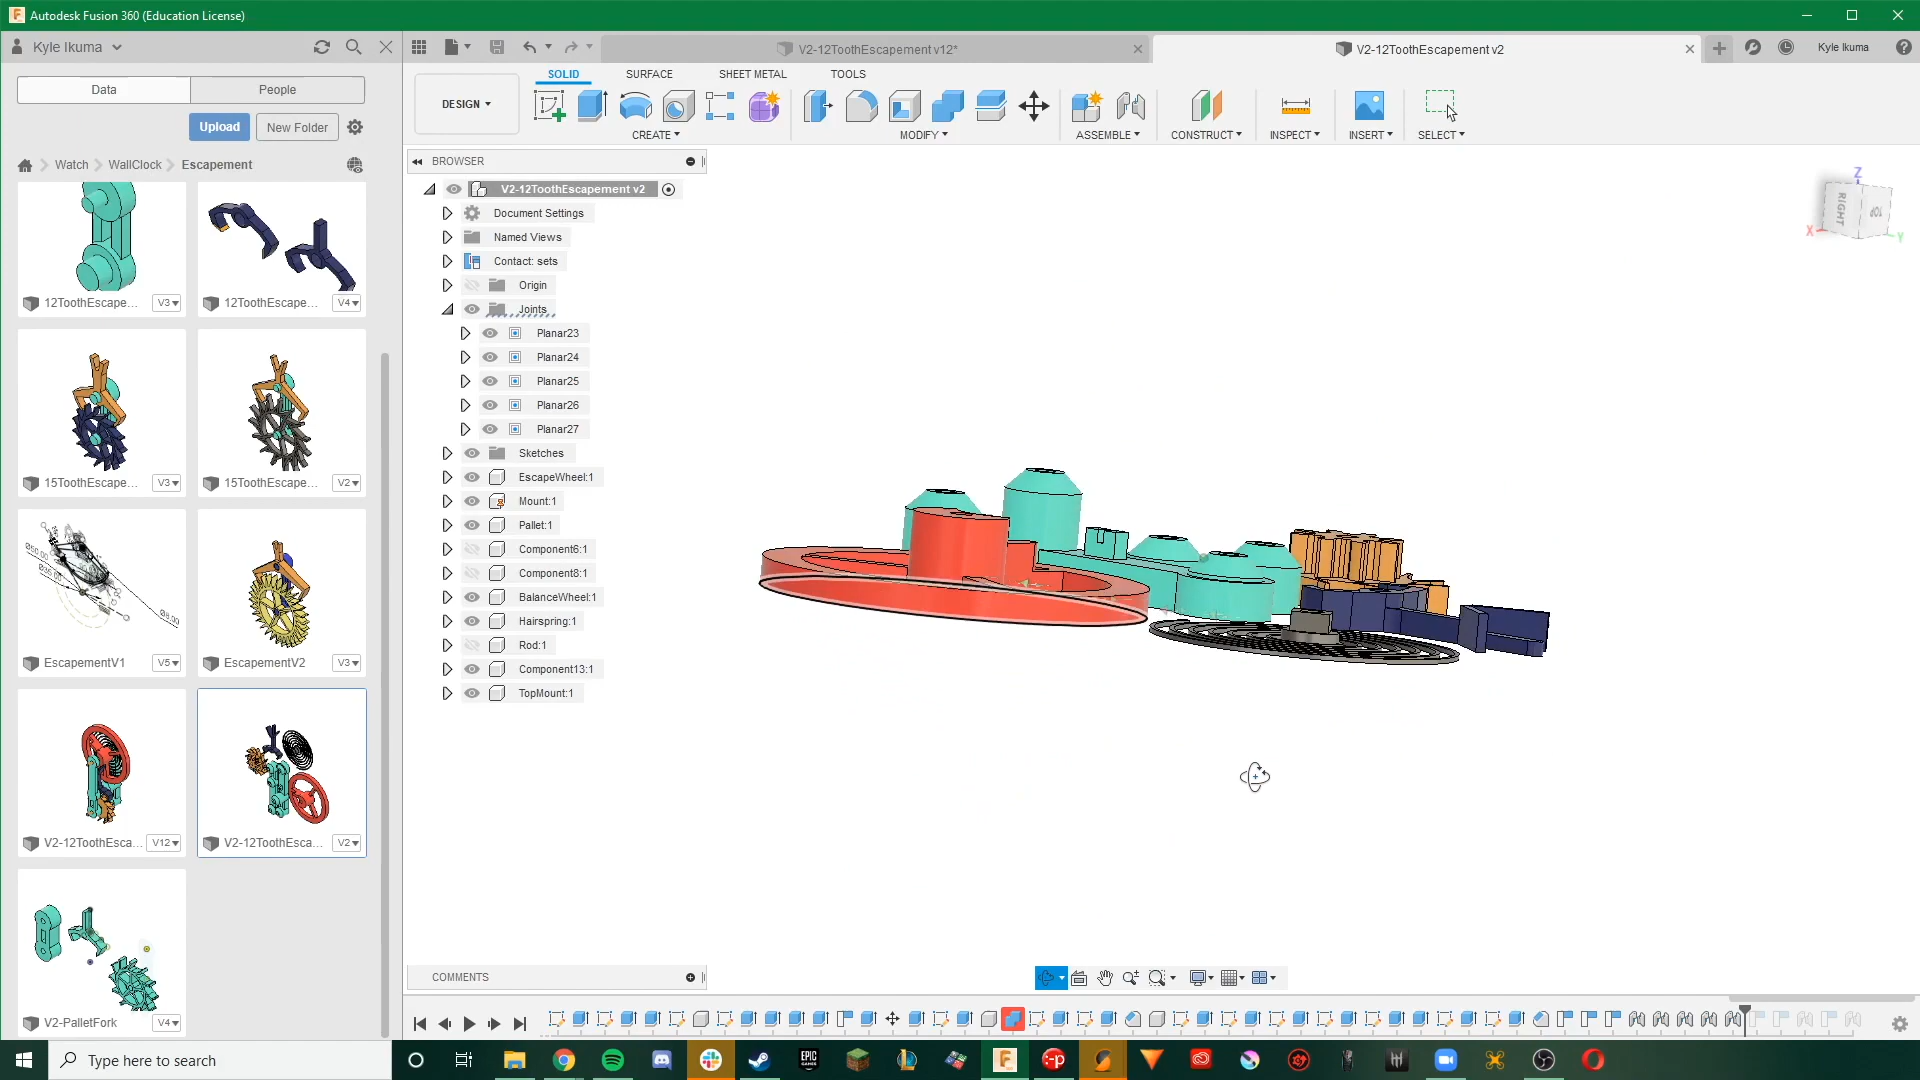 Autodesk Fusion 360 (Education License)
Kyle Ikuma
V2-12ToothEscapement v12*
V2-12ToothEscapement v2
Kyle Ikuma
Data
People
SOLID
SURFACE
SHEET METAL
TOOLS
Upload
New Folder
DESIGN
CREATE
MODIFY
ASSEMBLE
CONSTRUCT
INSPECT
INSERT
SELECT
Watch
WallClock
Escapement
BROWSER
V2-12ToothEscapement v2
Document Settings
Named Views
Contact: sets
Origin
Joints
Planar23
Planar24
Planar25
Planar26
Planar27
Sketches
EscapeWheel:1
Mount:1
Pallet:1
Component6:1
Component8:1
BalanceWheel:1
Hairspring:1
Rod:1
Component13:1
TopMount:1
Z
RIGHT
TOP
X
Y
12ToothEscape...
V3
12ToothEscape...
V4
15ToothEscape...
V3
15ToothEscape...
V2
EscapementV1
V5
EscapementV2
V3
V2-12ToothEsca...
V12
V2-12ToothEsca...
V2
V2-PalletFork
V4
COMMENTS
Type here to search